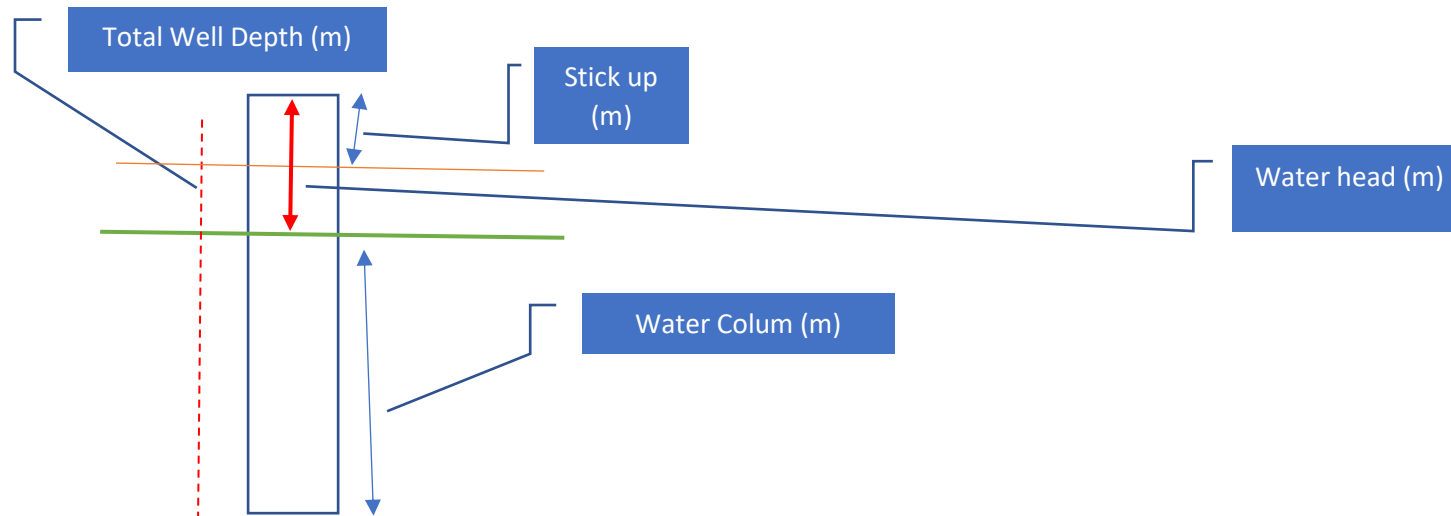 Total Well Depth (m)
Stick up
(m)
Water head (m)
Water Colum (m)